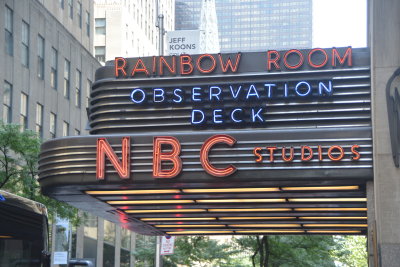 JEFF
KOONS
RAINBOW ROOM
OBSERVATION
DECK
NBC STUDIOS